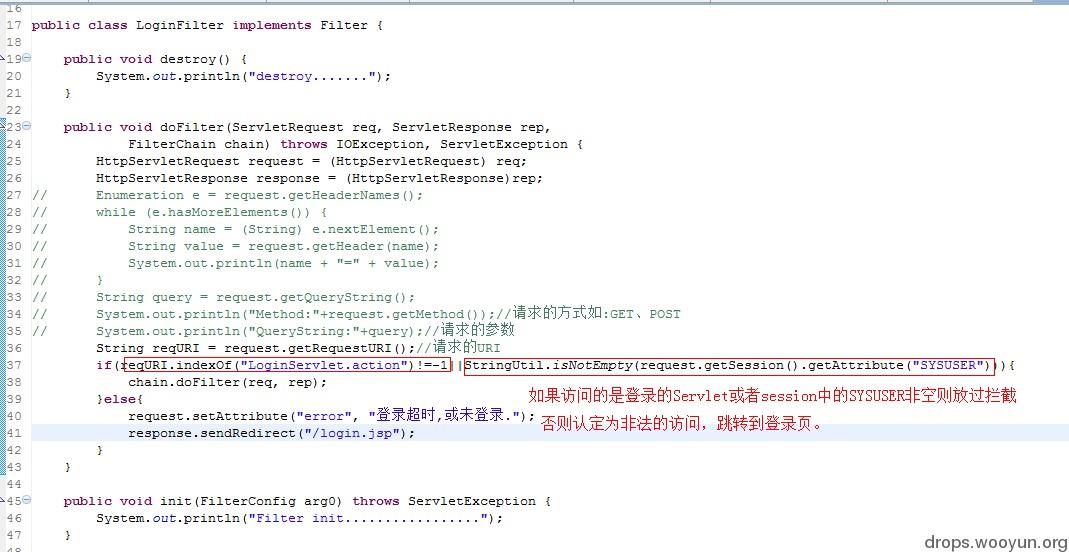 16
17 public class LoginFilter implements Filter {
18
19 public void destroy() {
20 System.out.println("destroy.......");
21 }
22
23 public void doFilter(ServletRequest req, ServletResponse rep,
24 FilterChain chain) throws IOException, ServletException {
25 HttpServletRequest request = (HttpServletRequest) req;
26 HttpServletResponse response = (HttpServletResponse)rep;
27 // Enumeration e = request.getHeaderNames();
28 // while (e.hasMoreElements()) {
29 // String name = (String) e.nextElement();
30 // String value = request.getHeader(name);
31 // System.out.println(name + "=" + value);
32 // }
33 // String query = request.getQueryString();
34 // System.out.println("Method:"+request.getMethod());//请求的方式如:GET、POST
35 // System.out.println("QueryString:"+query);//请求的参数
36 String reqURI = request.getRequestURI();//请求的URI
37 if(reqURI.indexOf("LoginServlet.action")!=-1||StringUtil.isNotEmpty(request.getSession().getAttribute("SYSUSER"))){
38 chain.doFilter(req, rep);
39 }else{
如果访问的是登录的Servlet或者session中的SYSUSER非空则放过拦截
40 request.setAttribute("error", "登录超时,或未登录.");
否则认定为非法的访问，跳转到登录页。
41 response.sendRedirect("/login.jsp");
42 }
43 }
44
45 public void init(FilterConfig arg0) throws ServletException {
46 System.out.println("Filter init.................");
47 }
48
drops.wooyun.org